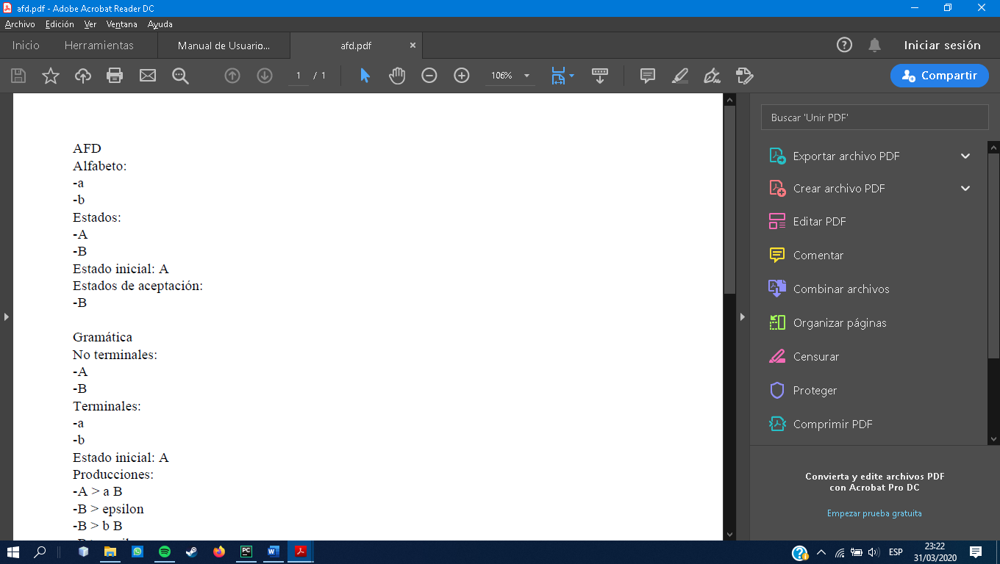 afd.pdf - Adobe Acrobat Reader DC
Archivo Edición Ver Ventana Ayuda
Inicio Herramientas Manual de Usuario... afd.pdf × Iniciar sesión
1 / 1 106% Compartir
AFD
Alfabeto:
-a
-b
Estados:
-A
-B
Estado inicial: A
Estados de aceptación:
-B
Gramática
No terminales:
-A
-B
Terminales:
-a
-b
Estado inicial: A
Producciones:
-A > a B
-B > epsilon
-B > b B
Buscar 'Unir PDF'
Exportar archivo PDF
Crear archivo PDF
Editar PDF
Comentar
Combinar archivos
Organizar páginas
Censurar
Proteger
Comprimir PDF
Convierta y edite archivos PDF
con Acrobat Pro DC
Empezar prueba gratuita
ESP
23:22
31/03/2020